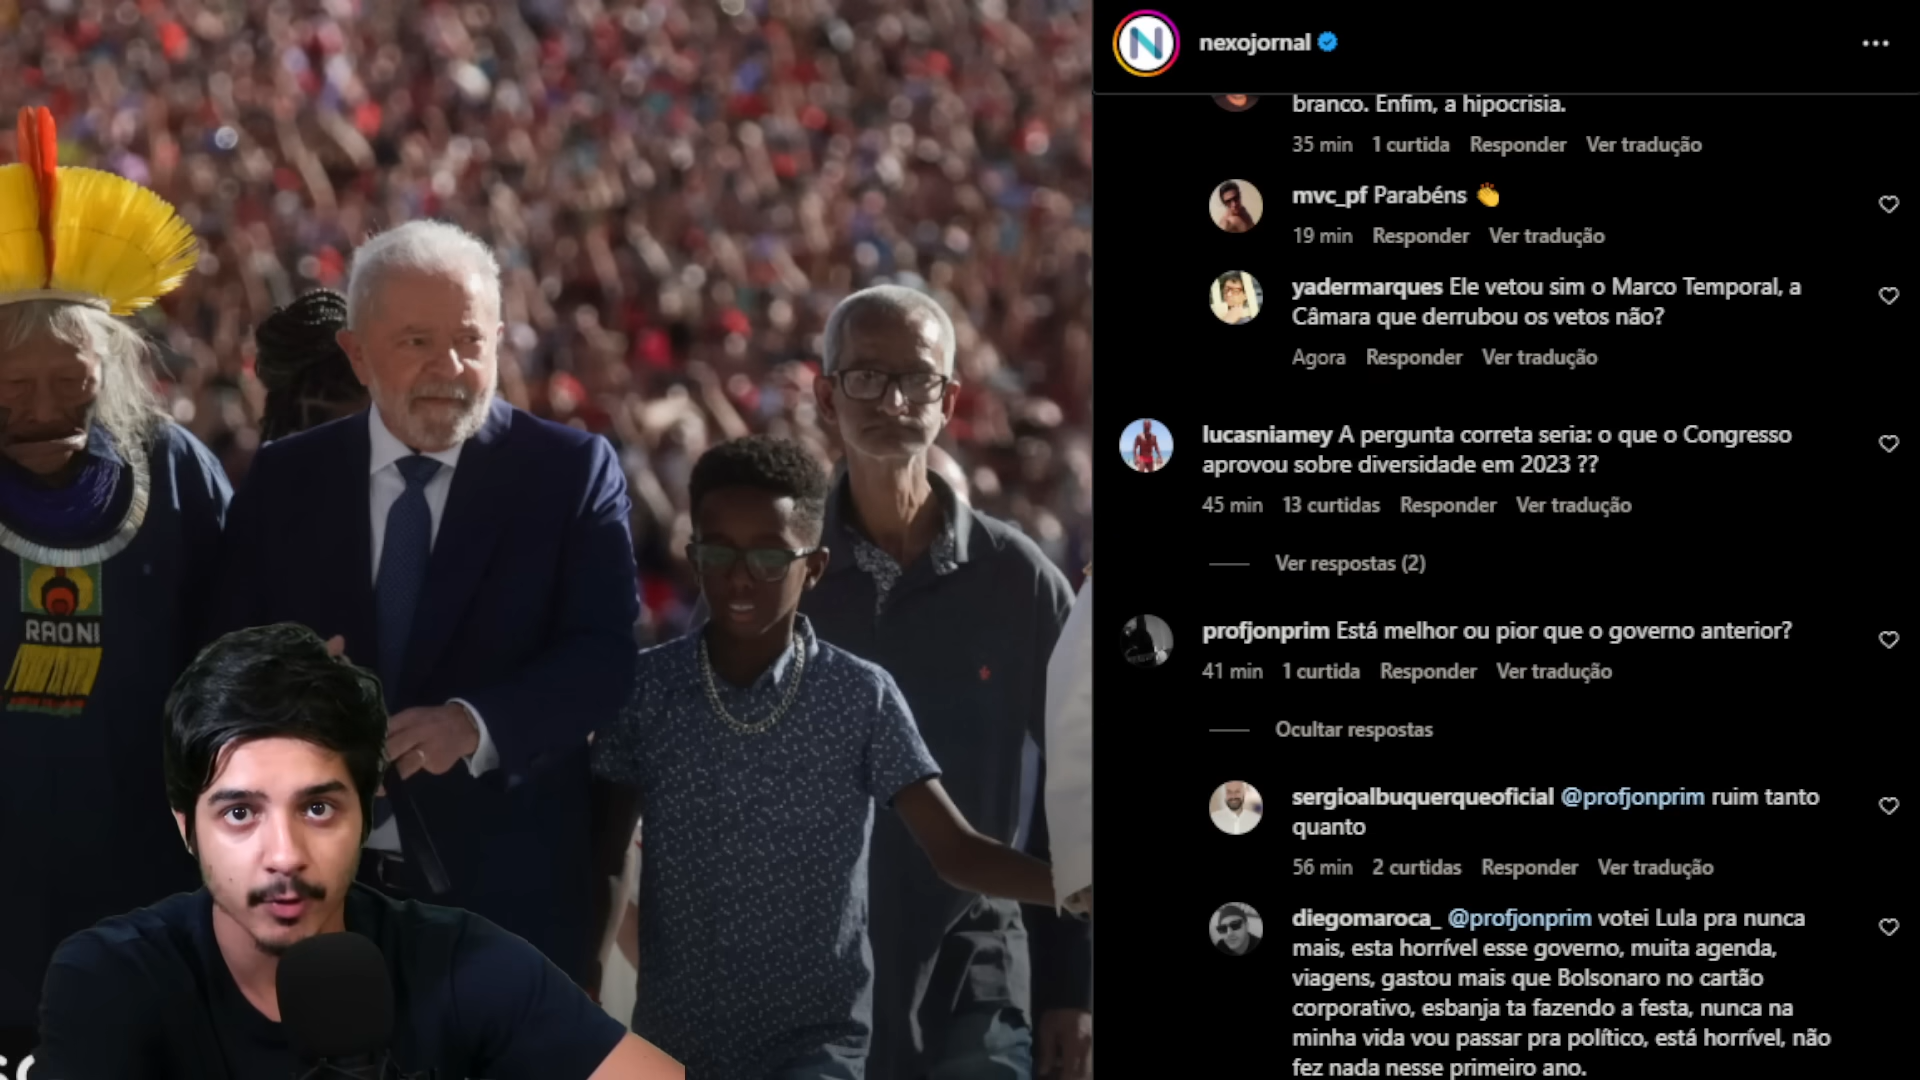 RAONI
nexojornal
branco. Enfim, a hipocrisia.
35 min 1 curtida Responder Ver tradução
mvc_pf Parabéns 👏
19 min Responder Ver tradução
yadermarques Ele vetou sim o Marco Temporal, a
Câmara que derrubou os vetos não?
Agora Responder Ver tradução
lucasniamey A pergunta correta seria: o que o Congresso
aprovou sobre diversidade em 2023 ??
45 min 13 curtidas Responder Ver tradução
Ver respostas (2)
profjonprim Está melhor ou pior que o governo anterior?
41 min 1 curtida Responder Ver tradução
Ocultar respostas
sergioalbuquerqueoficial @profjonprim ruim tanto
quanto
56 min 2 curtidas Responder Ver tradução
diegomaroca_ @profjonprim votei Lula pra nunca
mais, esta horrível esse governo, muita agenda,
viagens, gastou mais que Bolsonaro no cartão
corporativo, esbanja ta fazendo a festa, nunca na
minha vida vou passar pra político, está horrível, não
fez nada nesse primeiro ano.